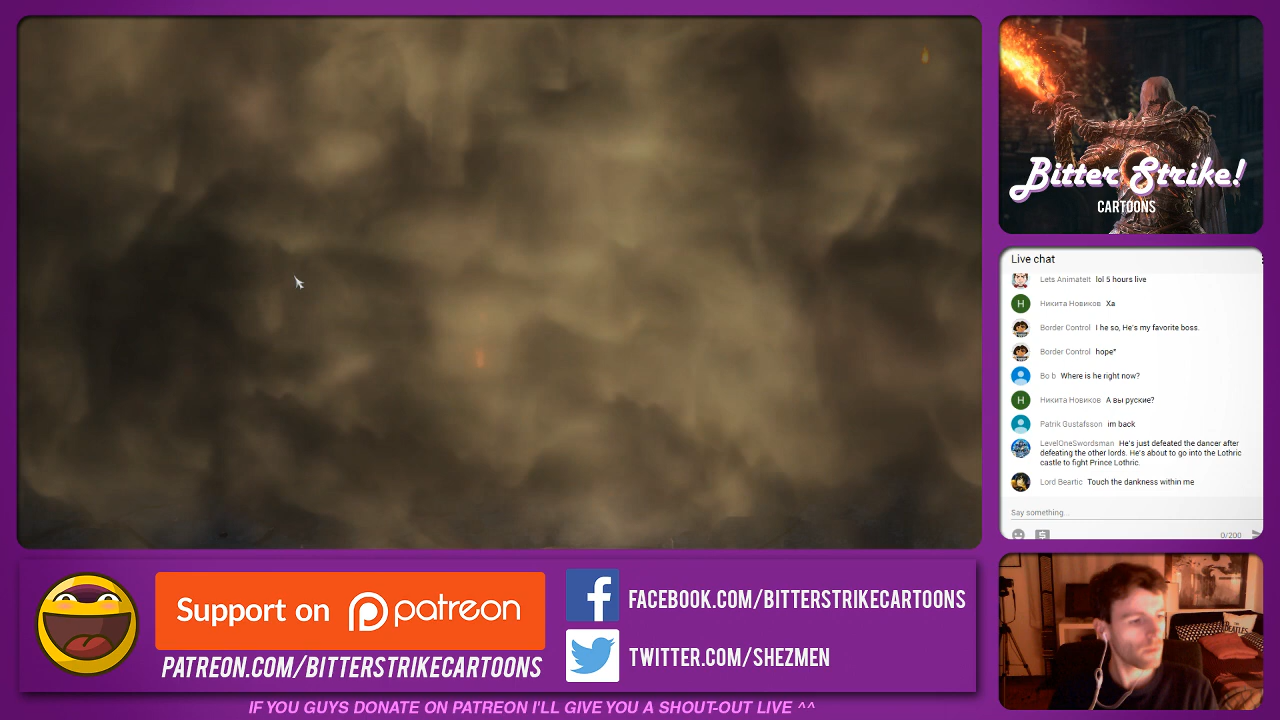 Bitter Strike!
CARTOONS
Live chat
Lets AnimateIt lol 5 hours live
Никита Новиков Ха
Border Control I he so, He's my favorite boss.
Border Control hope*
Bo b Where is he right now?
Никита Новиков А вы руские?
Patrik Gustafsson im back
LevelOneSwordsman He's just defeated the dancer after
defeating the other lords. He's about to go into the Lothric
castle to fight Prince Lothric.
Lord Beartic Touch the dankness within me
Say something...
0/200
Support on patreon
PATREON.COM/BITTERSTRIKECARTOONS
FACEBOOK.COM/BITTERSTRIKECARTOONS
TWITTER.COM/SHEZMEN
IF YOU GUYS DONATE ON PATREON I'LL GIVE YOU A SHOUT-OUT LIVE ^^